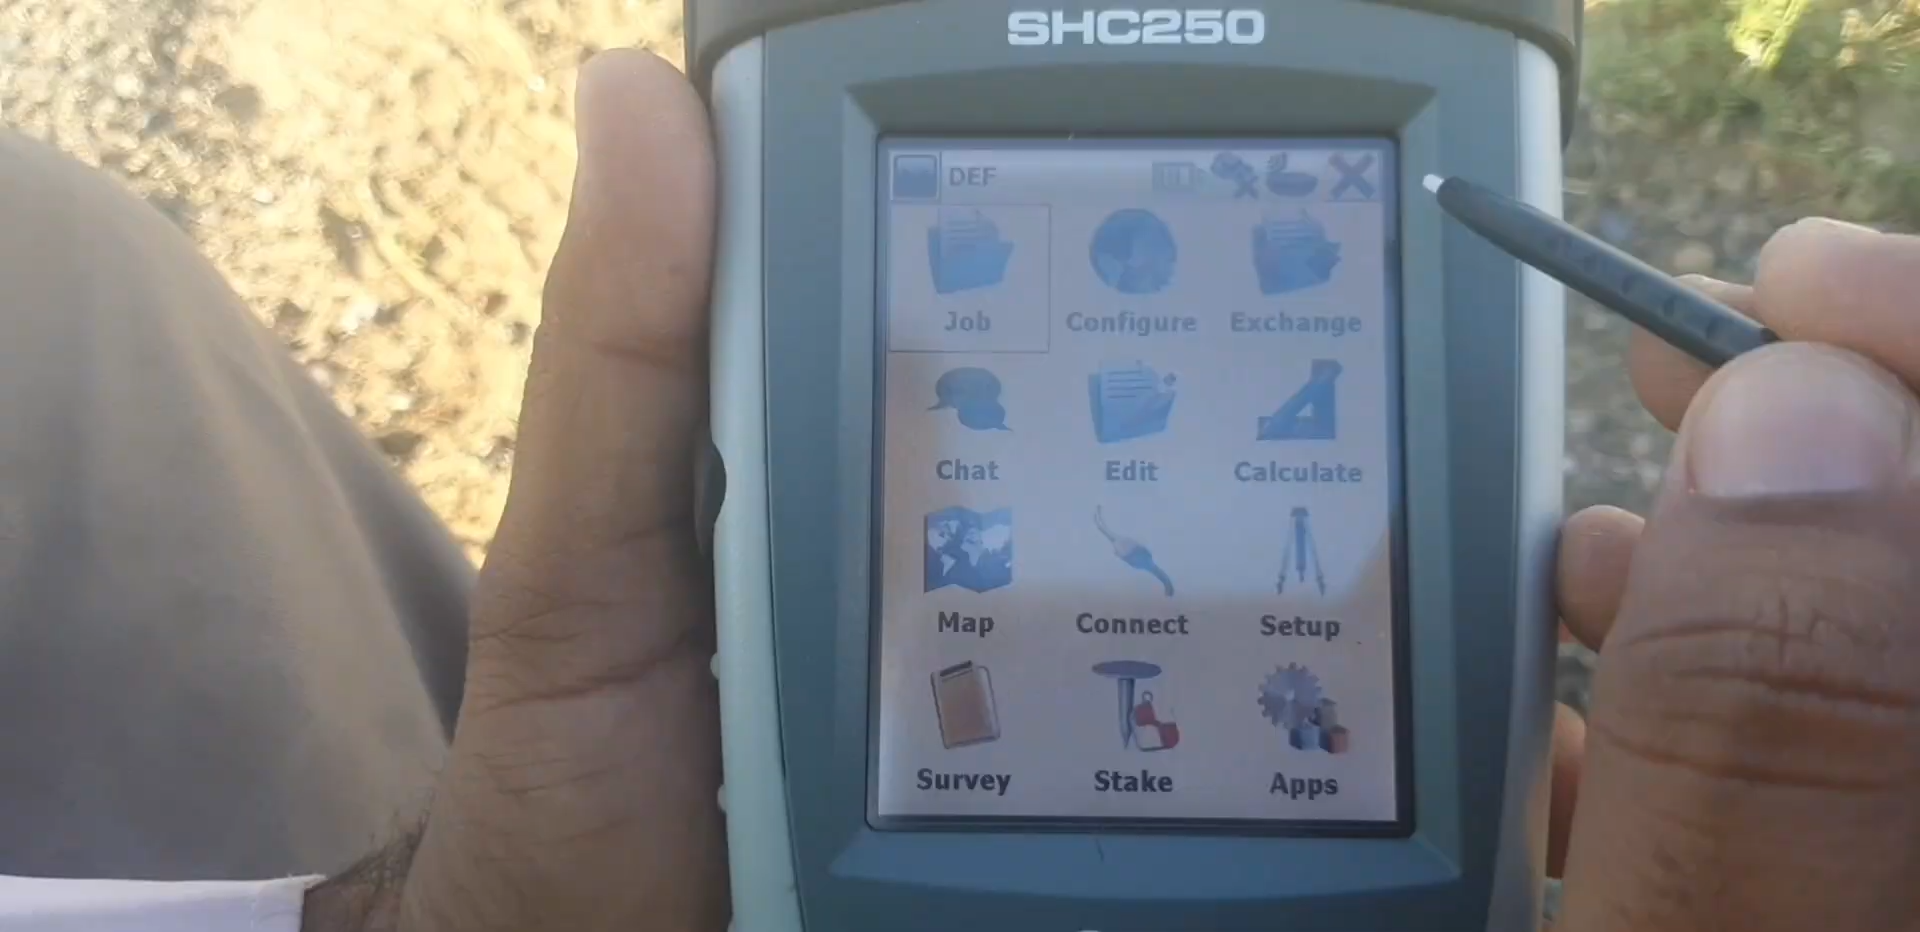 SHC250
DEF
Job Configure Exchange
Chat Edit Calculate
Map Connect Setup
Survey Stake Apps